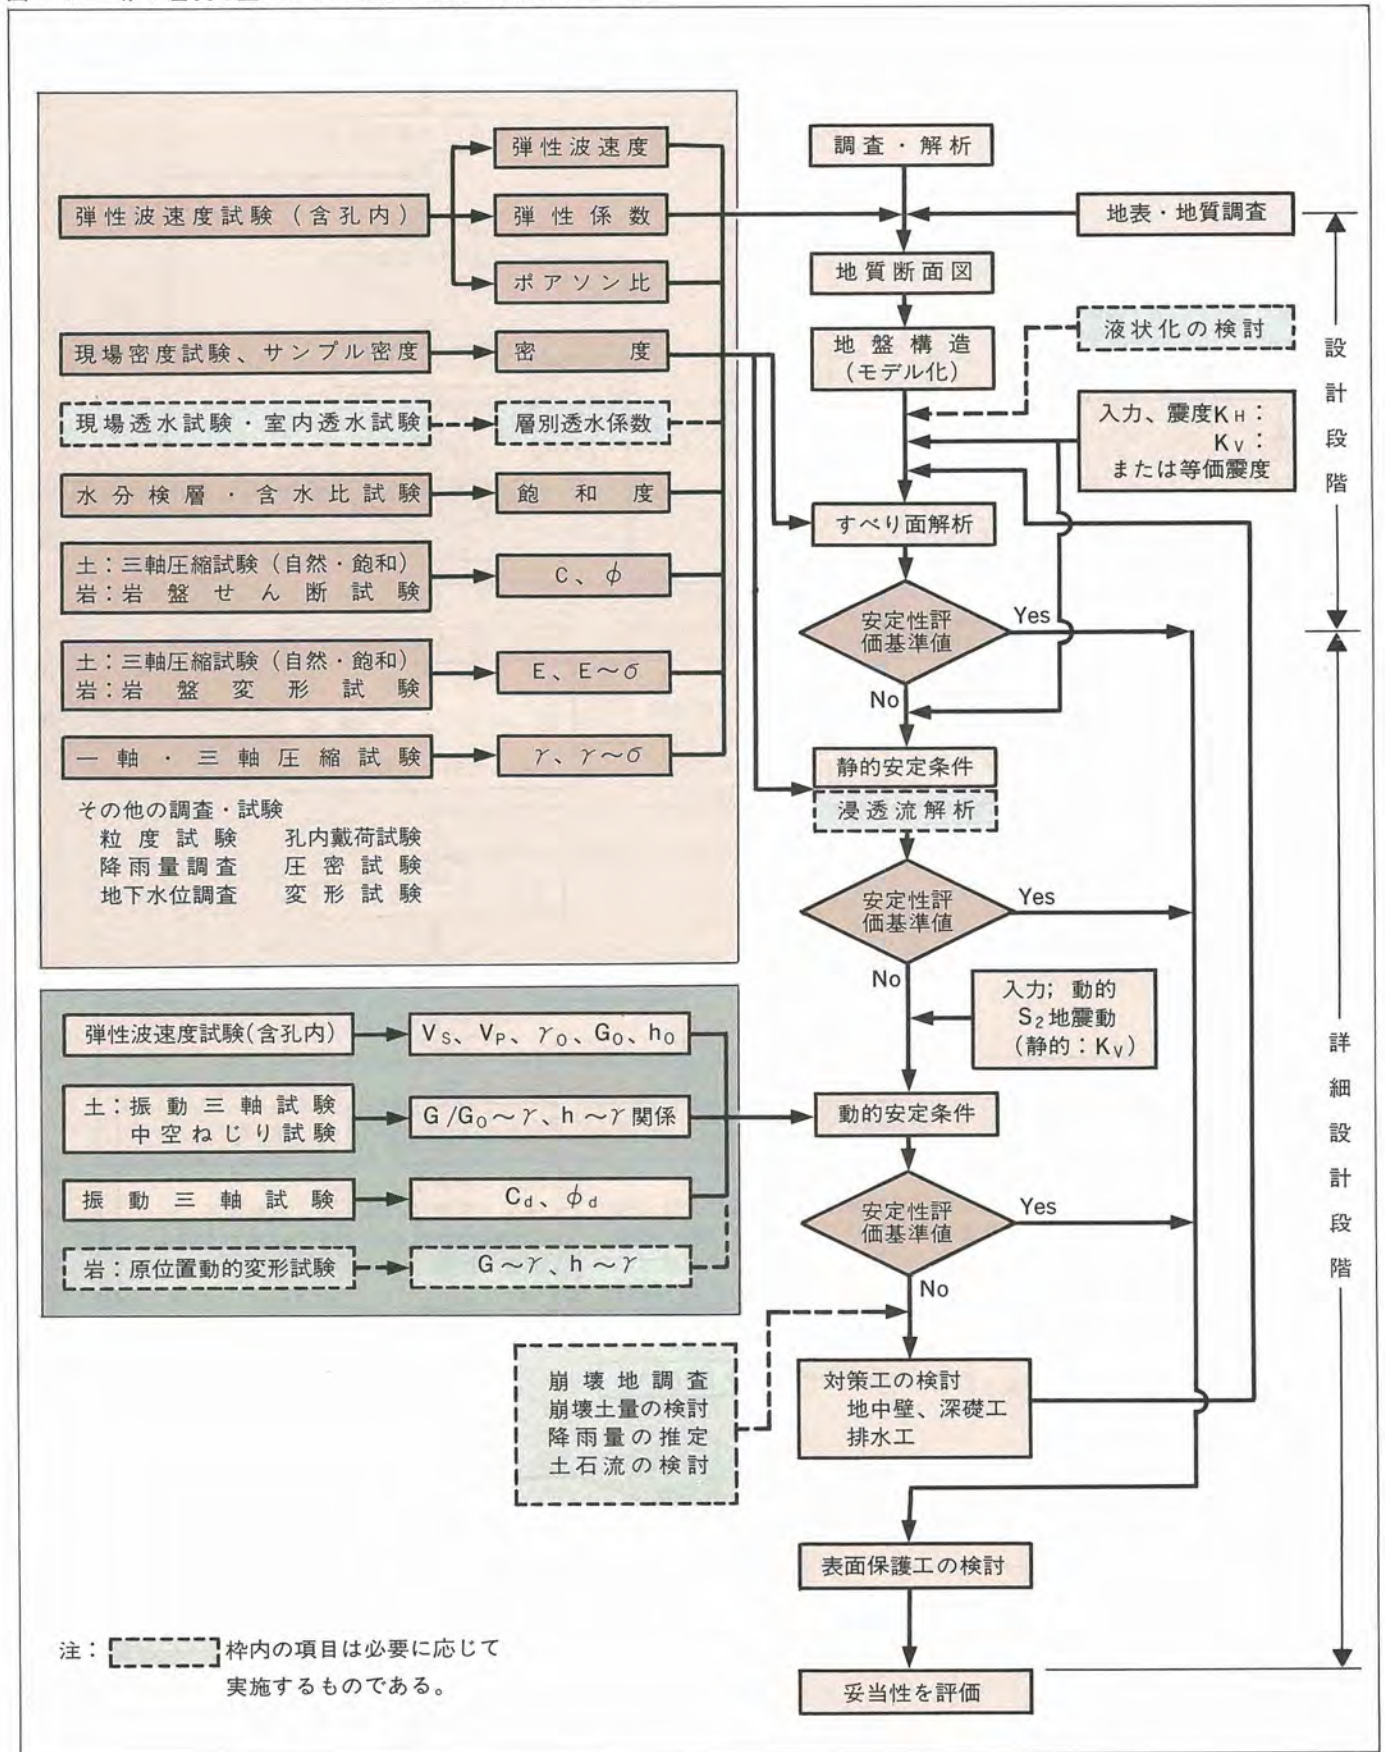 弾性波速度試験(含孔内)
弾性波速度
弾性係数
ポアソン比
現場密度試験、サンプル密度
密度
現場透水試験・室内透水試験
層別透水係数
水分検層・含水比試験
飽和度
土:三軸圧縮試験(自然・飽和)
岩:岩盤せん断試験
C、φ
土:三軸圧縮試験(自然・飽和)
岩:岩盤変形試験
E、E〜σ
一軸・三軸圧縮試験
γ、γ〜σ
その他の調査・試験
粒度試験 孔内戴荷試験
降雨量調査 圧密試験
地下水位調査 変形試験
弾性波速度試験(含孔内)
VS、VP、γ0、G0、h0
土:振動三軸試験
中空ねじり試験
G/G0〜γ、h〜γ関係
振動三軸試験
Cd、φd
岩:原位置動的変形試験
G〜γ、h〜γ
崩壊地調査
崩壊土量の検討
降雨量の推定
土石流の検討
調査・解析
地表・地質調査
地質断面図
地盤構造
(モデル化)
液状化の検討
入力、震度KH:
KV:
または等価震度
すべり面解析
安定性評
価基準値
Yes
No
静的安定条件
浸透流解析
安定性評
価基準値
Yes
No
入力;動的
S2地震動
(静的:KV)
動的安定条件
安定性評
価基準値
Yes
No
対策工の検討
地中壁、深礎工
排水工
表面保護工の検討
妥当性を評価
設計段階
詳細設計段階
注: 枠内の項目は必要に応じて
実施するものである。